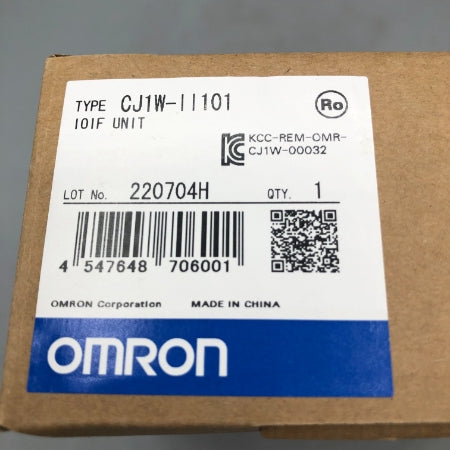 TYPE CJ1W-II101 Ro
IOIF UNIT
KCC-REM-OMR-
CJ1W-00032
LOT No. 220704H QTY. 1
4 547648 706001
OMRON Corporation MADE IN CHINA
OMRON